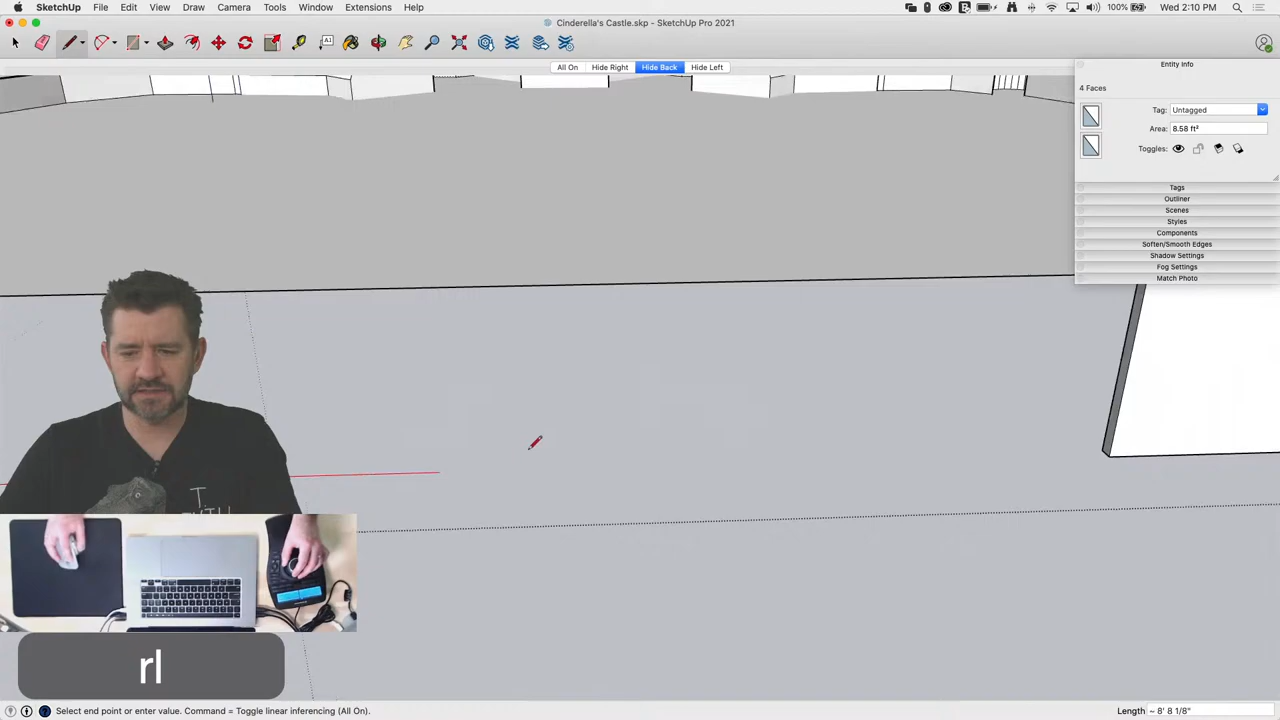 SketchUp File Edit View Draw Camera Tools Window Extensions Help
100% Wed 2:10 PM
Cinderella's Castle.skp - SketchUp Pro 2021
A1
All On Hide Right Hide Back Hide Left
Entity Info
4 Faces
Tag: Untagged
Area: 8.58 ft²
Toggles:
Tags
Outliner
Scenes
Styles
Components
Soften/Smooth Edges
Shadow Settings
Fog Settings
Match Photo
rl
Select end point or enter value. Command = Toggle linear inferencing (All On).
Length ~ 8' 8 1/8"